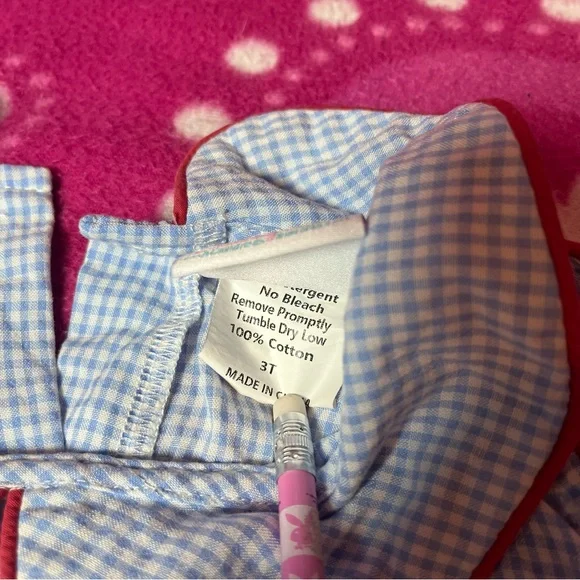 No Bleach
Remove Promptly
Tumble Dry Low
100% Cotton
3T
MADE IN